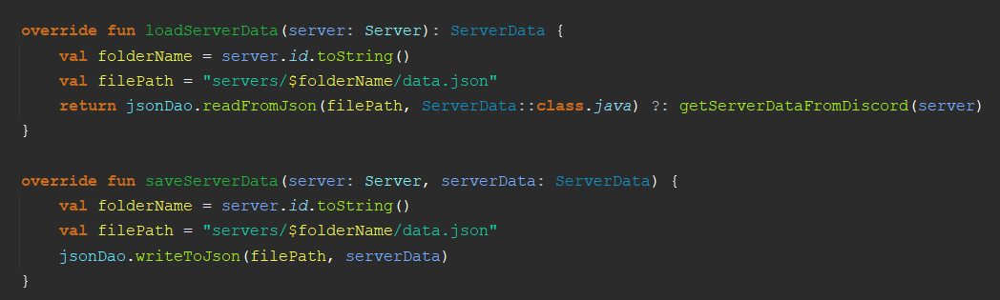 override fun loadServerData(server: Server): ServerData {
    val folderName = server.id.toString()
    val filePath = "servers/$folderName/data.json"
    return jsonDao.readFromJson(filePath, ServerData::class.java) ?: getServerDataFromDiscord(server)
}
override fun saveServerData(server: Server, serverData: ServerData) {
    val folderName = server.id.toString()
    val filePath = "servers/$folderName/data.json"
    jsonDao.writeToJson(filePath, serverData)
}